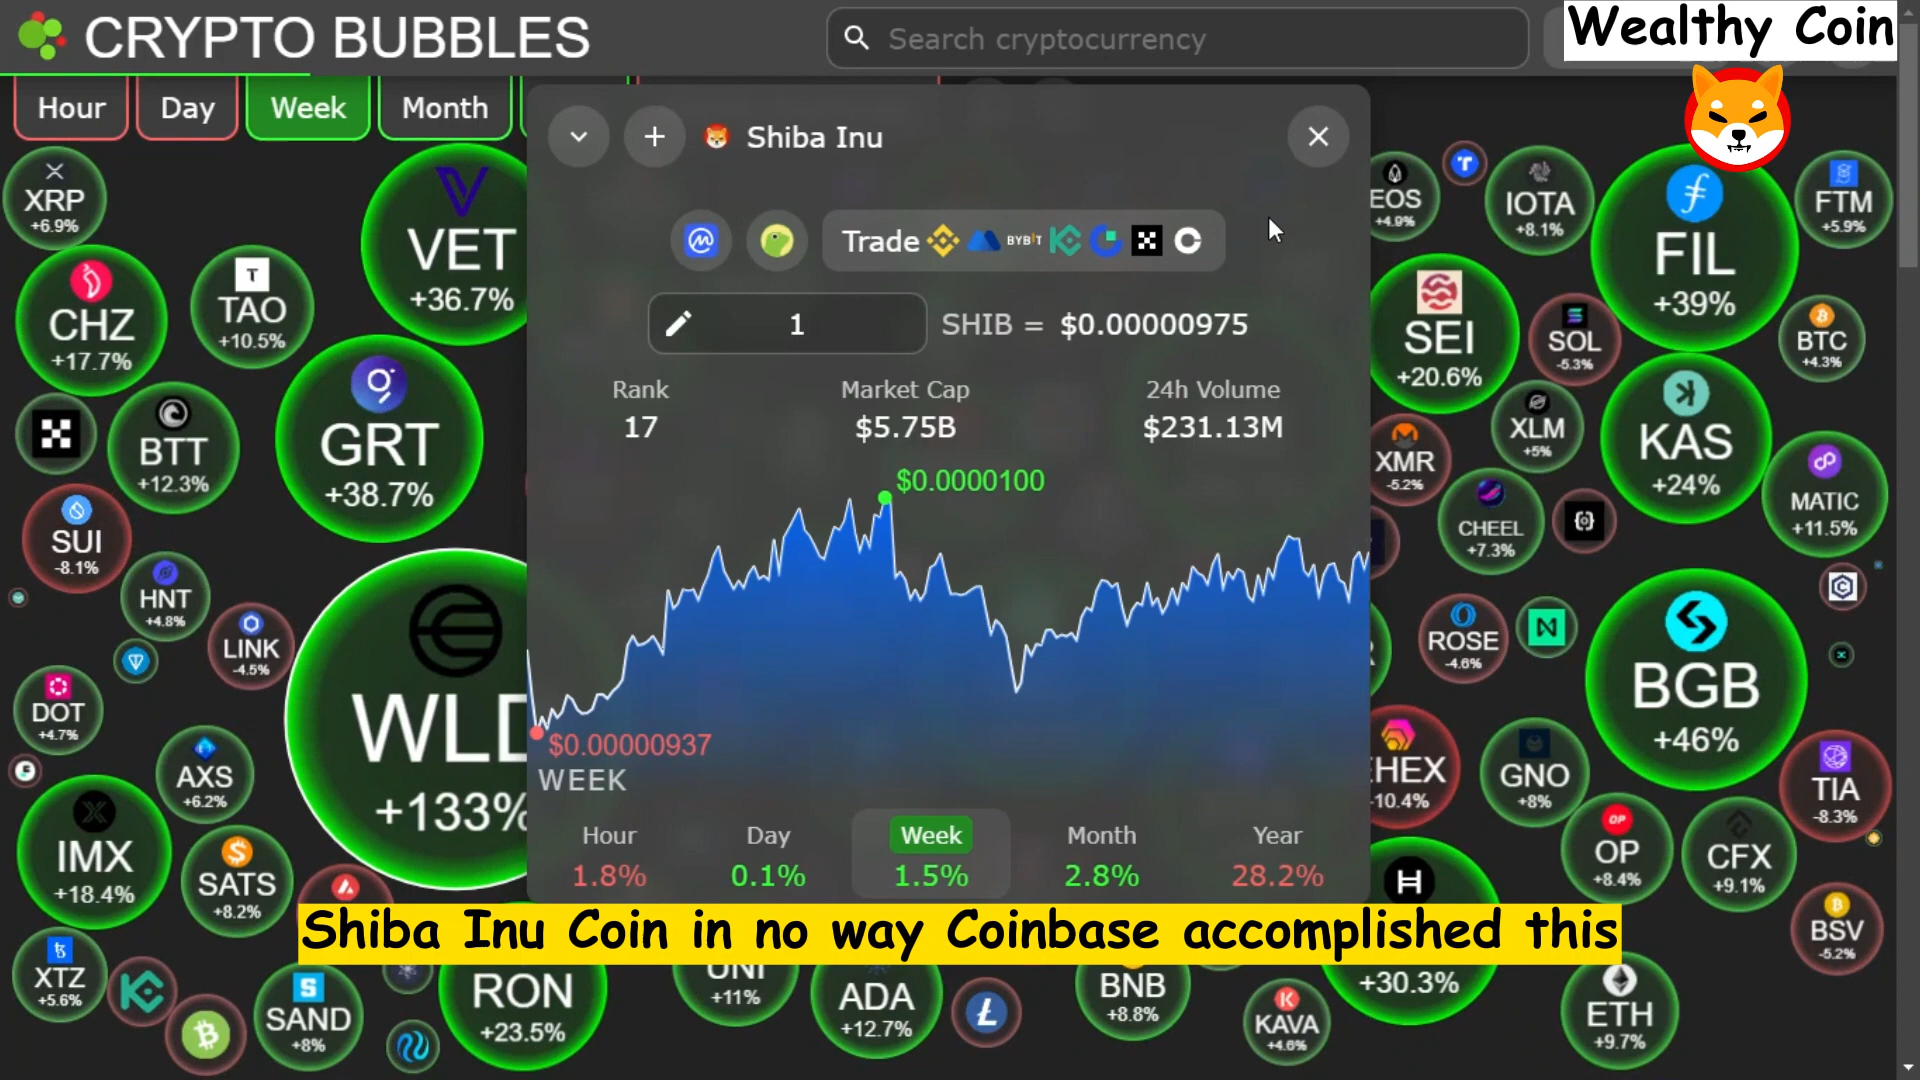 CRYPTO BUBBLES
Search cryptocurrency
Wealthy Coin
Hour
Day
Week
Month
Shiba Inu
Trade
BYBIT
1
SHIB = $0.00000975
Rank
17
Market Cap
$5.75B
24h Volume
$231.13M
$0.0000100
$0.00000937
WEEK
Hour
1.8%
Day
0.1%
Week
1.5%
Month
2.8%
Year
28.2%
Shiba Inu Coin in no way Coinbase accomplished this
XRP
+6.9%
VET
+36.7%
CHZ
+17.7%
TAO
+10.5%
GRT
+38.7%
BTT
+12.3%
SUI
-8.1%
HNT
+4.8%
LINK
-4.5%
WLD
+133%
DOT
+4.7%
AXS
+6.2%
IMX
+18.4%
SATS
+8.2%
XTZ
+5.6%
SAND
+8%
RON
+23.5%
UNI
+11%
ADA
+12.7%
BNB
+8.8%
KAVA
+4.6%
+30.3%
ETH
+9.7%
EOS
+4.9%
IOTA
+8.1%
FIL
+39%
FTM
+5.9%
SEI
+20.6%
SOL
-5.3%
BTC
+4.3%
XLM
+5%
KAS
+24%
XMR
-5.2%
CHEEL
+7.3%
MATIC
+11.5%
ROSE
-4.6%
BGB
+46%
EHEX
-10.4%
GNO
+8%
TIA
-8.3%
OP
OP
+8.4%
CFX
+9.1%
BSV
-5.2%